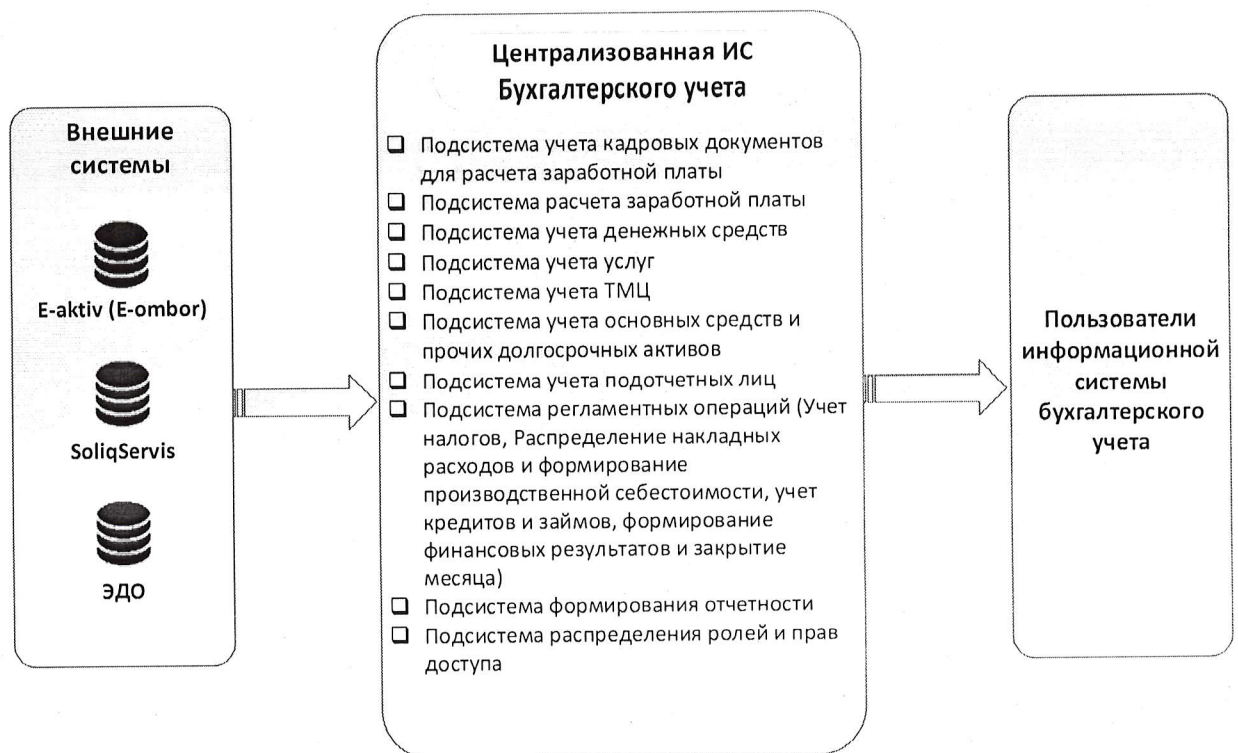 Внешние
системы
E-aktiv (E-ombor)
SoliqServis
ЭДО
Централизованная ИС
Бухгалтерского учета
Подсистема учета кадровых документов
для расчета заработной платы
Подсистема расчета заработной платы
Подсистема учета денежных средств
Подсистема учета услуг
Подсистема учета ТМЦ
Подсистема учета основных средств и
прочих долгосрочных активов
Подсистема учета подотчетных лиц
Подсистема регламентных операций (Учет
налогов, Распределение накладных
расходов и формирование
производственной себестоимости, учет
кредитов и займов, формирование
финансовых результатов и закрытие
месяца)
Подсистема формирования отчетности
Подсистема распределения ролей и прав
доступа
Пользователи
информационной
системы
бухгалтерского
учета